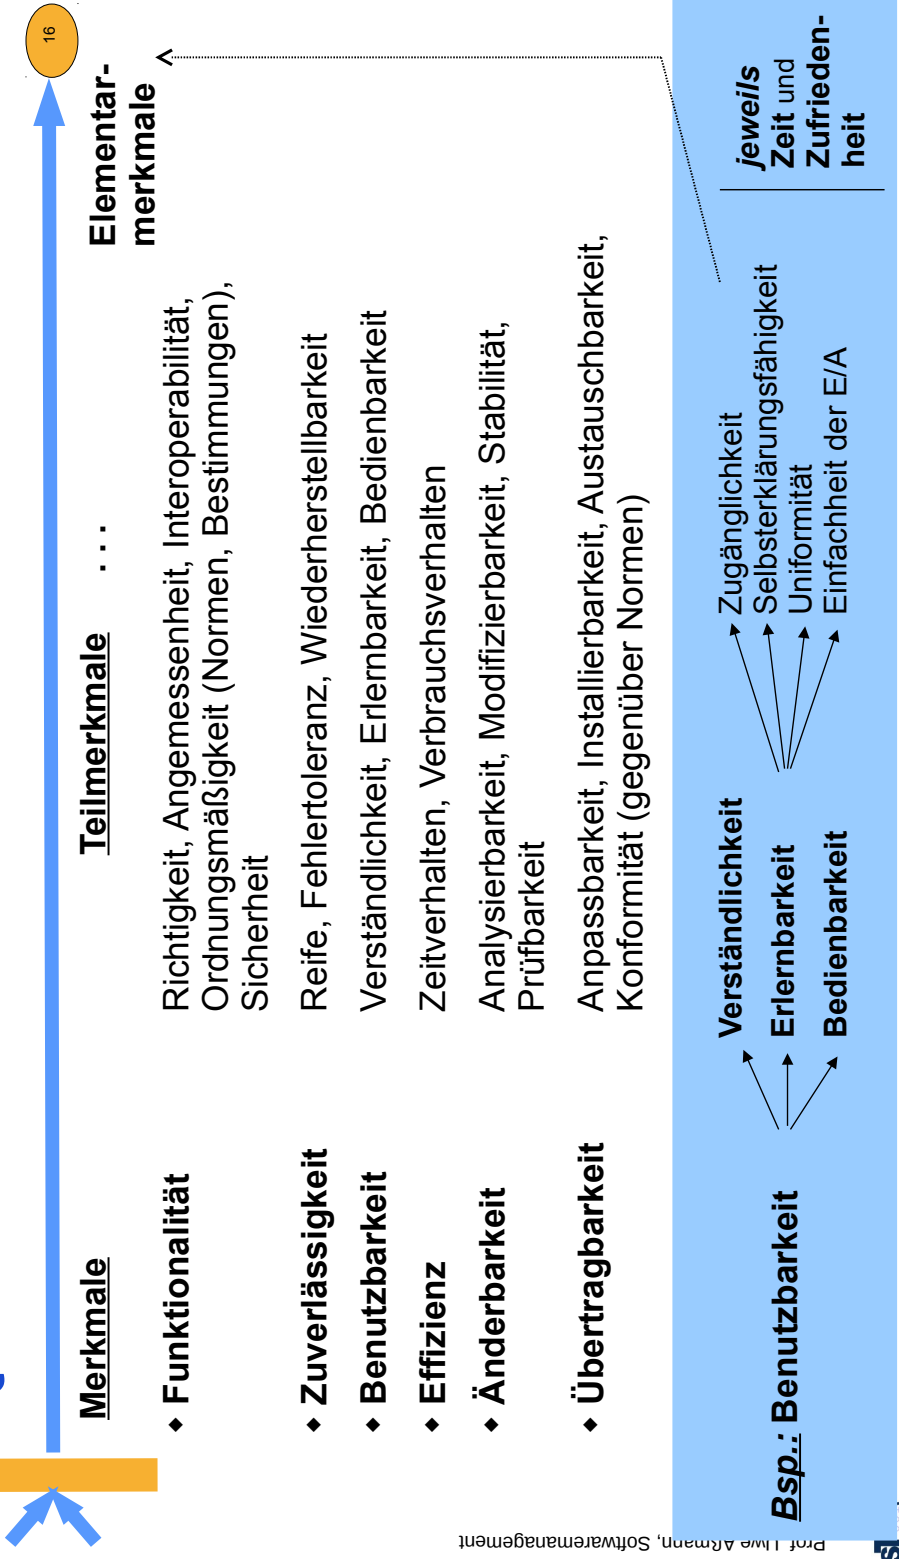 16
Merkmale
Teilmerkmale
. . .
Elementar-
merkmale
◆ Funktionalität
Richtigkeit, Angemessenheit, Interoperabilität,
Ordnungsmäßigkeit (Normen, Bestimmungen),
Sicherheit
◆ Zuverlässigkeit
Reife, Fehlertoleranz, Wiederherstellbarkeit
◆ Benutzbarkeit
Verständlichkeit, Erlernbarkeit, Bedienbarkeit
◆ Effizienz
Zeitverhalten, Verbrauchsverhalten
◆ Änderbarkeit
Analysierbarkeit, Modifizierbarkeit, Stabilität,
Prüfbarkeit
◆ Übertragbarkeit
Anpassbarkeit, Installierbarkeit, Austauschbarkeit,
Konformität (gegenüber Normen)
Bsp.: Benutzbarkeit
Verständlichkeit
Erlernbarkeit
Bedienbarkeit
Zugänglichkeit
Selbsterklärungsfähigkeit
Uniformität
Einfachheit der E/A
jeweils
Zeit und
Zufrieden-
heit
Prof. Uwe Aßmann, Softwaremanagement